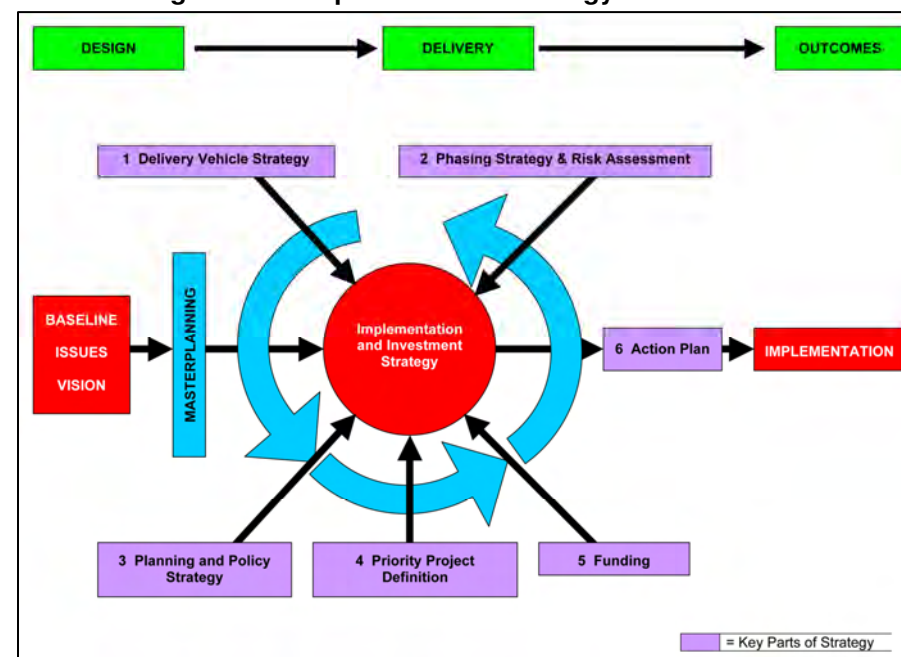 DESIGN
DELIVERY
OUTCOMES
1 Delivery Vehicle Strategy
2 Phasing Strategy & Risk Assessment
MASTERPLANNING
BASELINE
ISSUES
VISION
Implementation
and Investment
Strategy
6 Action Plan
IMPLEMENTATION
3 Planning and Policy
Strategy
4 Priority Project
Definition
5 Funding
= Key Parts of Strategy